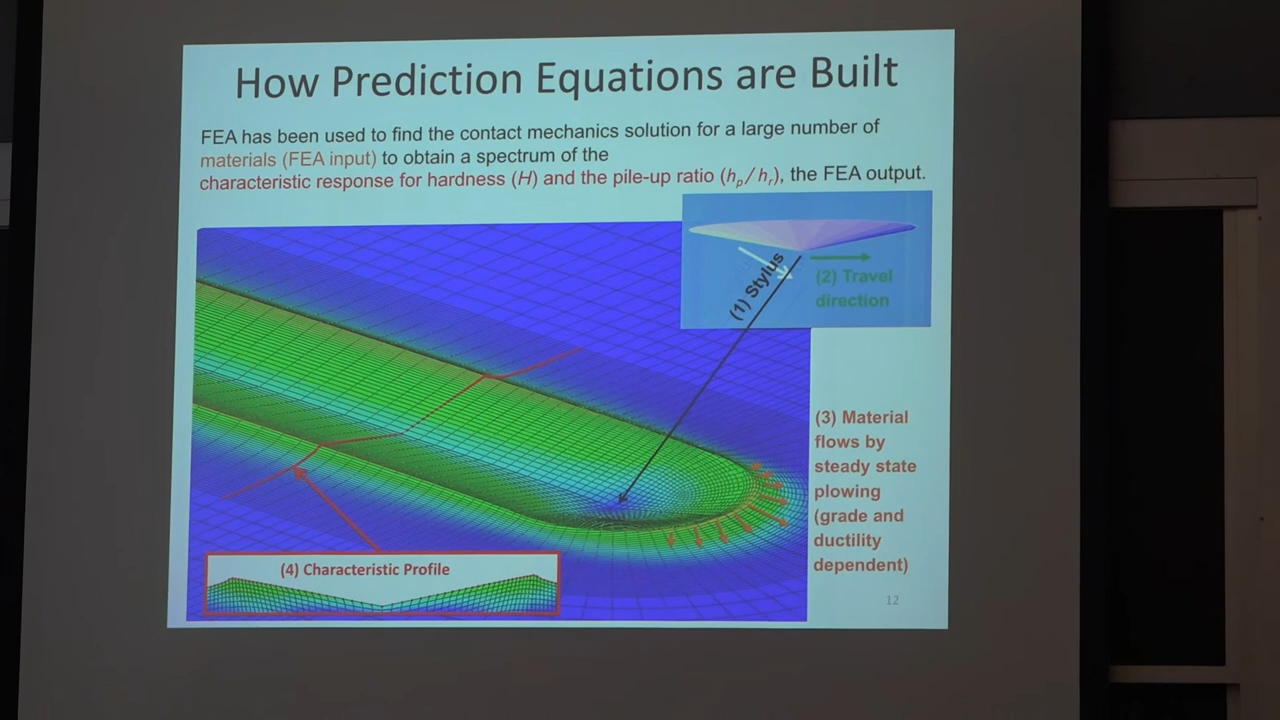 How Prediction Equations are Built
FEA has been used to find the contact mechanics solution for a large number of
materials (FEA input) to obtain a spectrum of the
characteristic response for hardness (H) and the pile-up ratio (hp/hr), the FEA output.
(1) Stylus
(2) Travel
direction
(3) Material
flows by
steady state
plowing
(grade and
ductility
dependent)
(4) Characteristic Profile
12